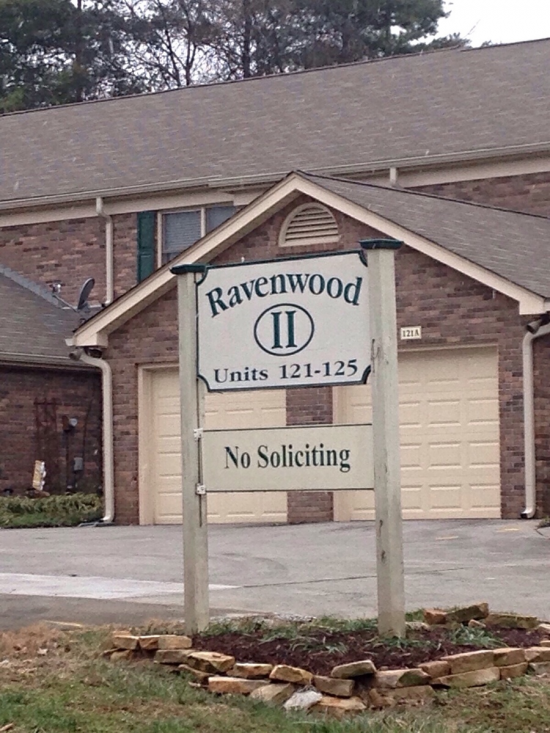 Ravenwood
II
Units 121-125
No Soliciting
121A